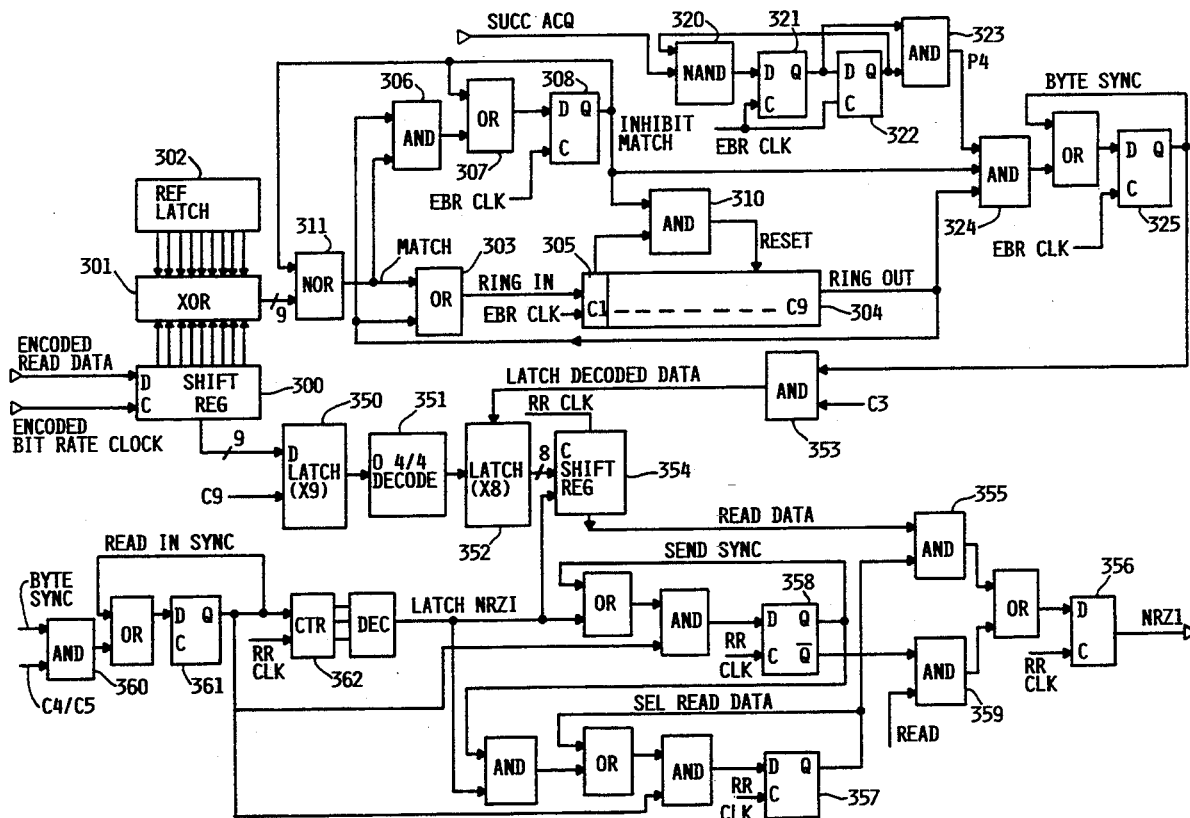 SUCC ACQ
320
321
323
NAND
D Q
C
D Q
C
AND
P4
322
EBR CLK
306
308
AND
OR
307
D Q
C
INHIBIT
MATCH
EBR CLK
BYTE SYNC
AND
324
OR
D Q
C
325
EBR CLK
302
REF
LATCH
301
XOR
9
311
NOR
MATCH
303
OR
RING IN
EBR CLK
305
C1
C9
304
AND
310
RESET
RING OUT
ENCODED
READ DATA
D SHIFT
C REG
300
ENCODED
BIT RATE CLOCK
9
350
D
LATCH
(X9)
C9
351
0 4/4
DECODE
LATCH DECODED DATA
RR CLK
LATCH
(X8)
352
8
C
SHIFT
REG
354
AND
C3
353
READ DATA
355
AND
READ IN SYNC
BYTE
SYNC
AND
360
C4/C5
OR
D Q
C
361
CTR
RR
CLK
362
DEC
LATCH NRZI
SEND SYNC
OR
AND
358
D Q
C Q
RR
CLK
OR
356
D
RR
CLK
NRZ1
AND
359
READ
SEL READ DATA
AND
OR
AND
D Q
C
RR
CLK
357